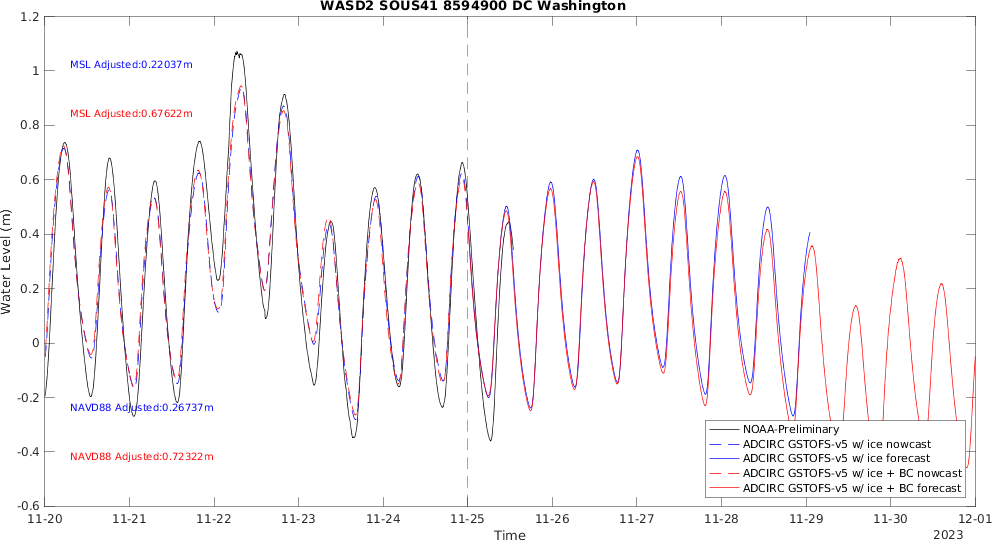 WASD2 SOUS41 8594900 DC Washington
1.2
1
0.8
0.6
0.4
0.2
0
-0.2
-0.4
-0.6
Water Level (m)
MSL Adjusted:0.22037m
MSL Adjusted:0.67622m
NAVD88 Adjusted:0.26737m
NAVD88 Adjusted:0.72322m
NOAA-Preliminary
ADCIRC GSTOFS-v5 w/ ice nowcast
ADCIRC GSTOFS-v5 w/ ice forecast
ADCIRC GSTOFS-v5 w/ ice + BC nowcast
ADCIRC GSTOFS-v5 w/ ice + BC forecast
11-20 11-21 11-22 11-23 11-24 11-25 11-26 11-27 11-28 11-29 11-30 12-01
Time
2023